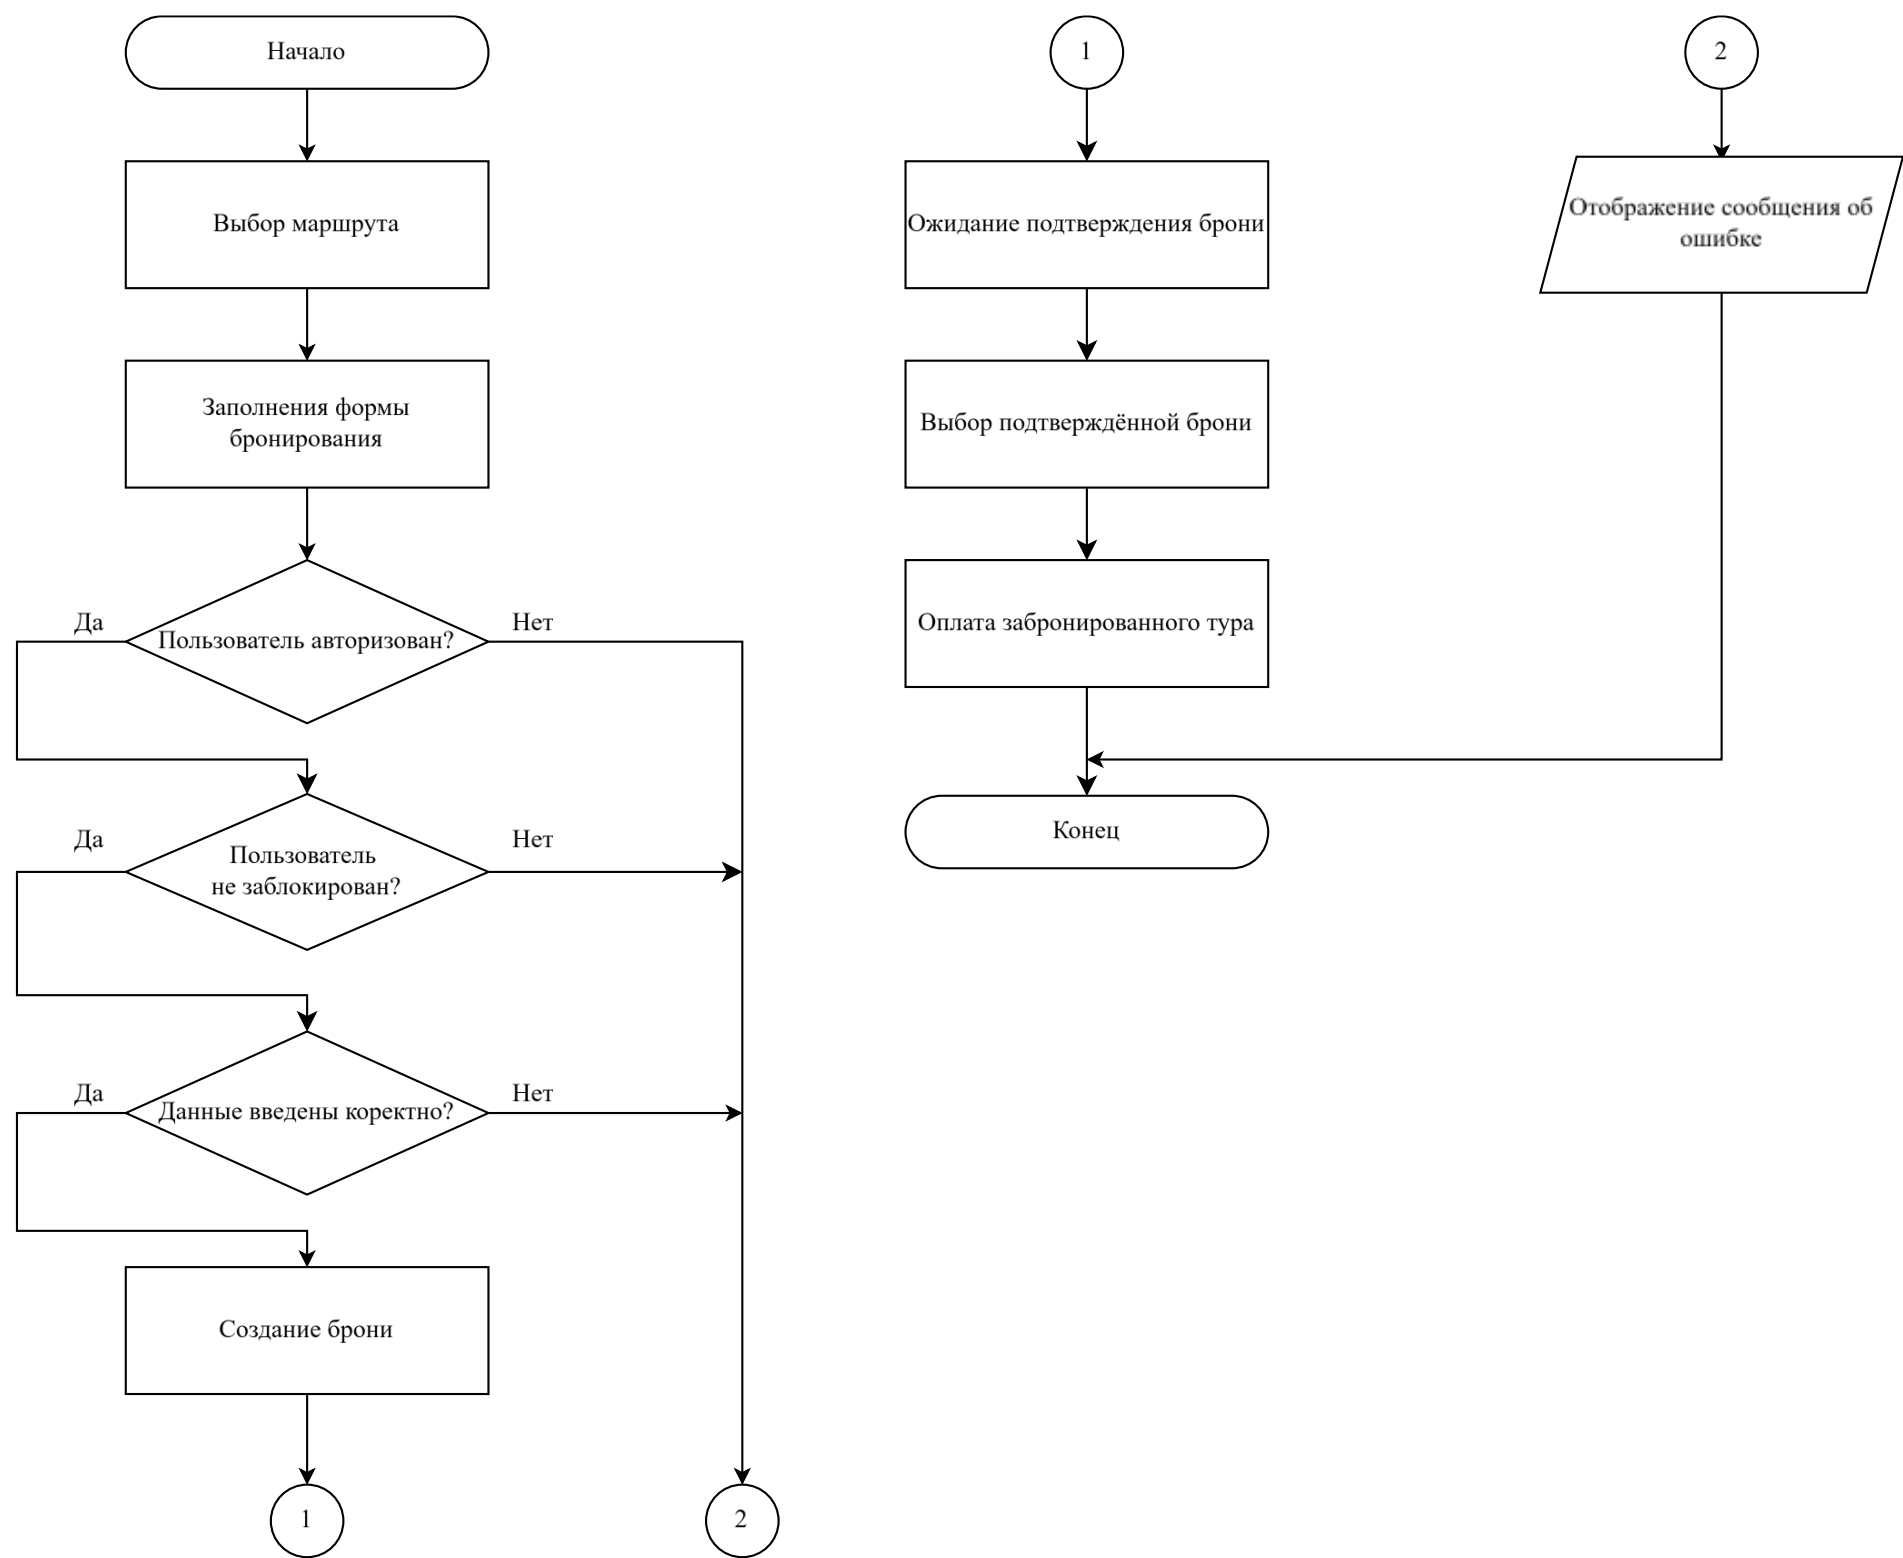 Начало
Выбор маршрута
Заполнения формы
бронирования
Да
Пользователь авторизован?
Нет
Да
Пользователь
не заблокирован?
Нет
Да
Данные введены коректно?
Нет
Создание брони
1
2
1
Ожидание подтверждения брони
Выбор подтверждённой брони
Оплата забронированного тура
Конец
2
Отображение сообщения об
ошибке